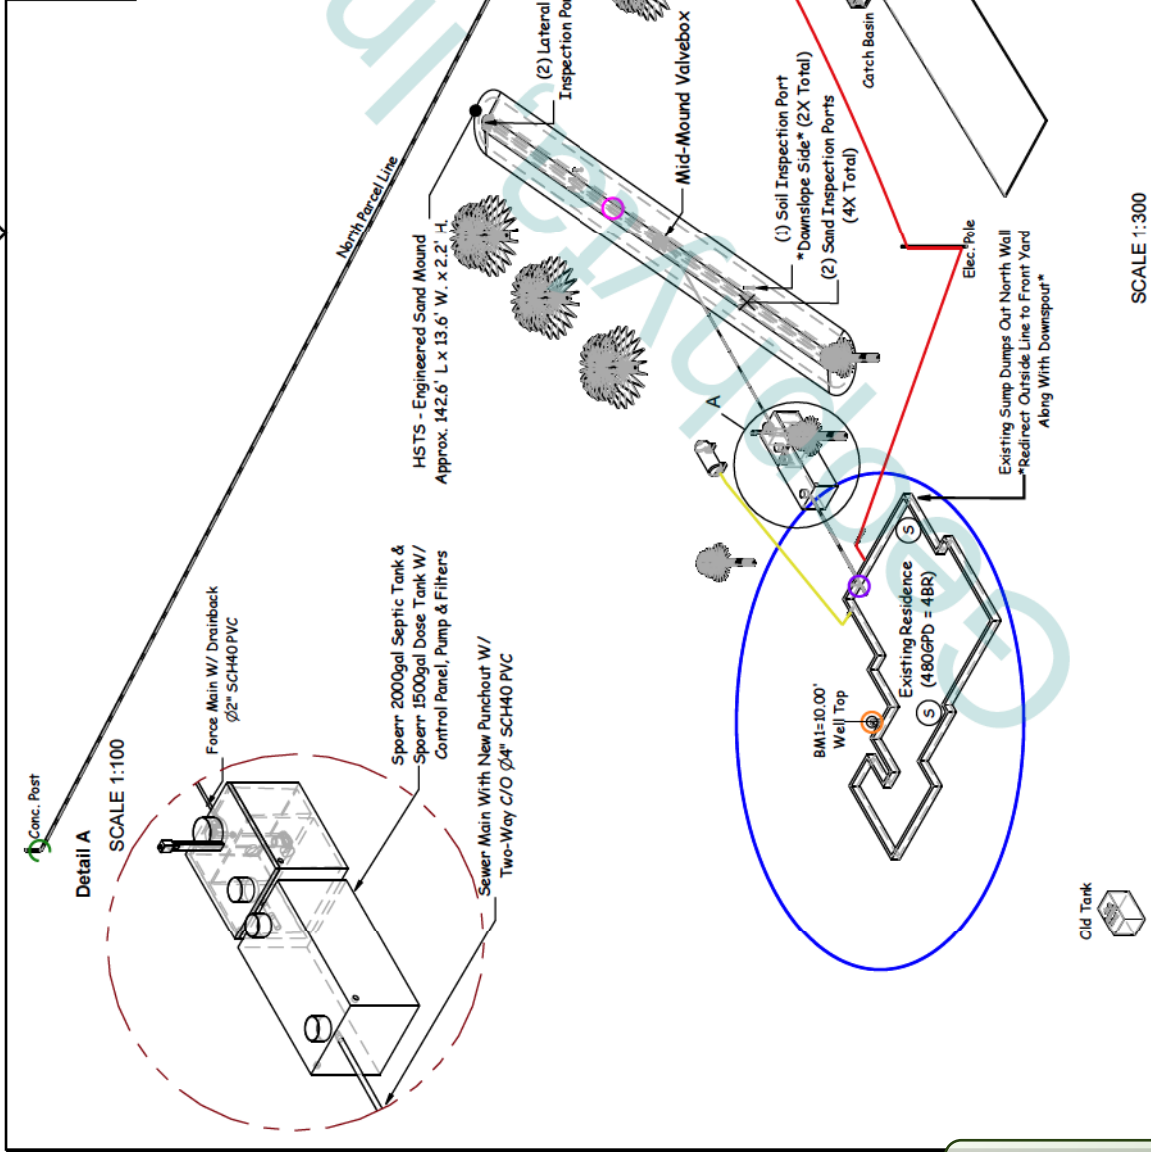 Conc. Post
Detail A
SCALE 1:100
Force Main W/ Drainback
Ø2" SCH40PVC
Spoerr 2000gal Septic Tank &
Spoerr 1500gal Dose Tank W/
Control Panel, Pump & Filters
Sewer Main With New Punchout W/
Two-Way C/O Ø4" SCH40 PVC
North Parcel Line
HSTS - Engineered Sand Mound
Approx. 142.6' L x 13.6' W. x 2.2' H.
(2) Lateral
Mid-Mound Valvebox
(1) Soil Inspection Port
*Downslope Side* (2X Total)
(2) Sand Inspection Ports
(4X Total)
Catch Basin
Elec. Pole
A
Existing Sump Dumps Out North Wall
*Redirect Outside Line to Front Yard
Along With Downspout*
BM1=10.00'
Well Top
Existing Residence
(480GPD = 4BR)
S
S
Old Tank
SCALE 1:300